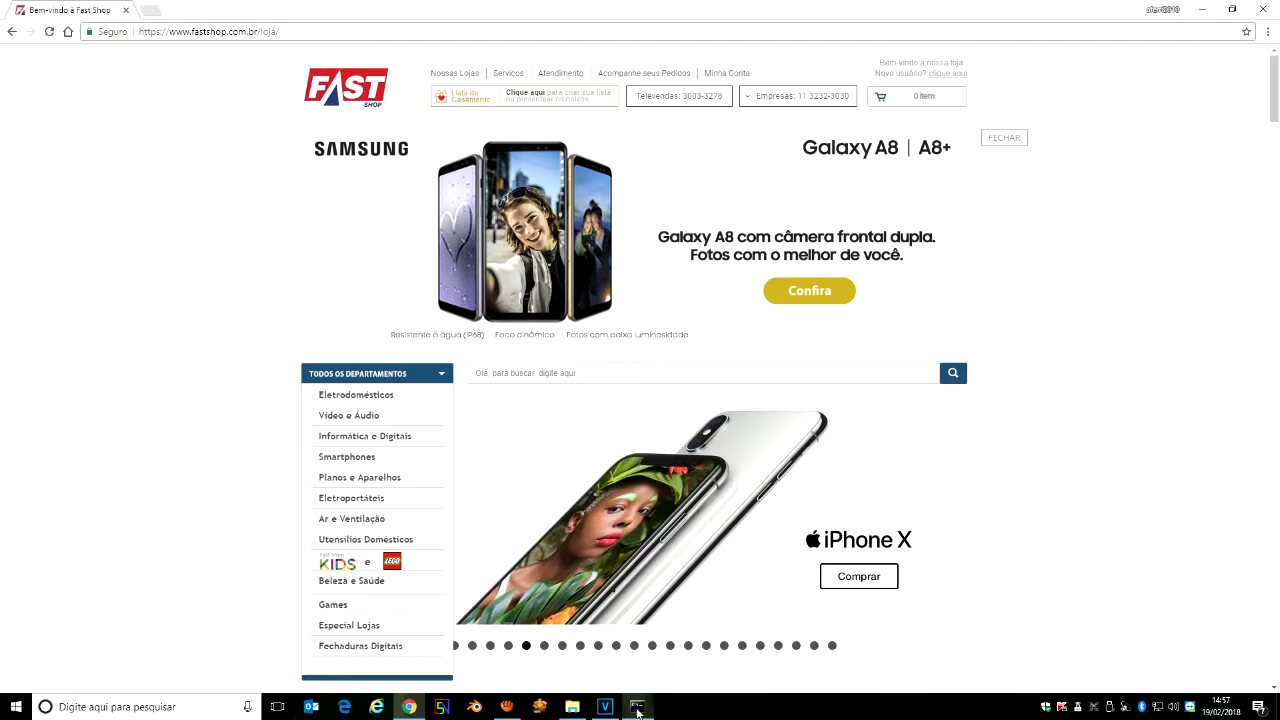 Bem-vindo à Fast Shop
Seguro
https://www.fastshop.com.br/loja/
FAST
SHOP
Nossas Lojas
Serviços
Atendimento
Acompanhe seus Pedidos
Minha Conta
Bem-vindo à nossa loja.
Novo usuário? clique aqui
Lista de
Casamento
Clique aqui para criar sua lista
ou presentear os noivos.
Televendas: 3003-3278
Empresas: 11 3232-3030
0 item
FECHAR
SAMSUNG
Galaxy A8 | A8+
Galaxy A8 com câmera frontal dupla.
Fotos com o melhor de você.
Confira
Resistente à água (IP68)
Foco dinâmico
Fotos com baixa luminosidade
TODOS OS DEPARTAMENTOS
Olá, para buscar, digite aqui
Eletrodomésticos
Vídeo e Áudio
Informática e Digitais
Smartphones
Planos e Aparelhos
Eletroportáteis
Ar e Ventilação
Utensílios Domésticos
Fast Shop
KIDS e LEGO
Beleza e Saúde
Games
Especial Lojas
Fechaduras Digitais
iPhone X
Comprar
Digite aqui para pesquisar
14:57
19/02/2018